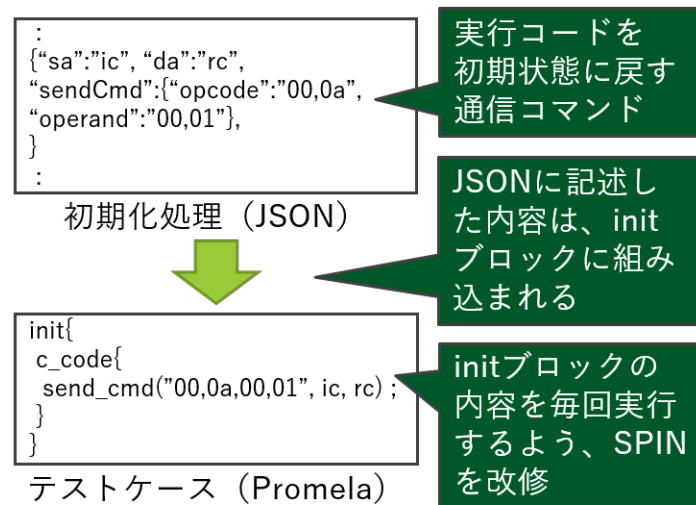 :
{“sa”:”ic”, “da”:”rc”,
“sendCmd”:{“opcode”:”00,0a”,
“operand”:”00,01”},
}
:
初期化処理（JSON）
実行コードを
初期状態に戻す
通信コマンド
JSONに記述し
た内容は、init
ブロックに組み
込まれる
init{
c_code{
send_cmd(”00,0a,00,01”, ic, rc) ;
}
}
テストケース（Promela）
initブロックの
内容を毎回実行
するよう、SPIN
を改修